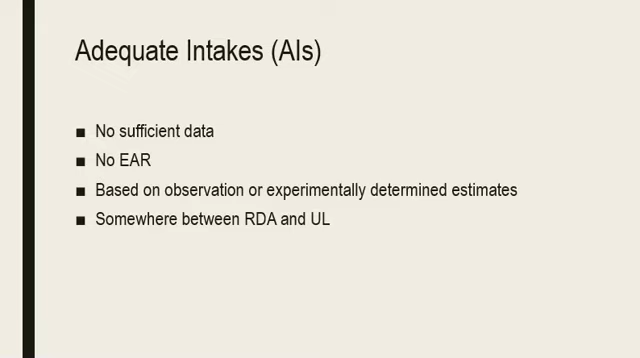 Adequate Intakes (AIs)
■ No sufficient data
■ No EAR
■ Based on observation or experimentally determined estimates
■ Somewhere between RDA and UL